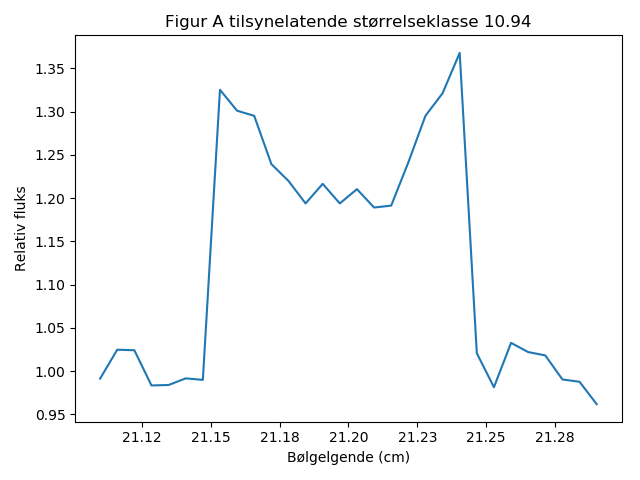 Figur A tilsynelatende størrelseklasse 10.94
1.35
1.30
1.25
1.20
1.15
1.10
1.05
1.00
0.95
Relativ fluks
21.12 21.15 21.18 21.20 21.23 21.25 21.28
Bølgelgende (cm)